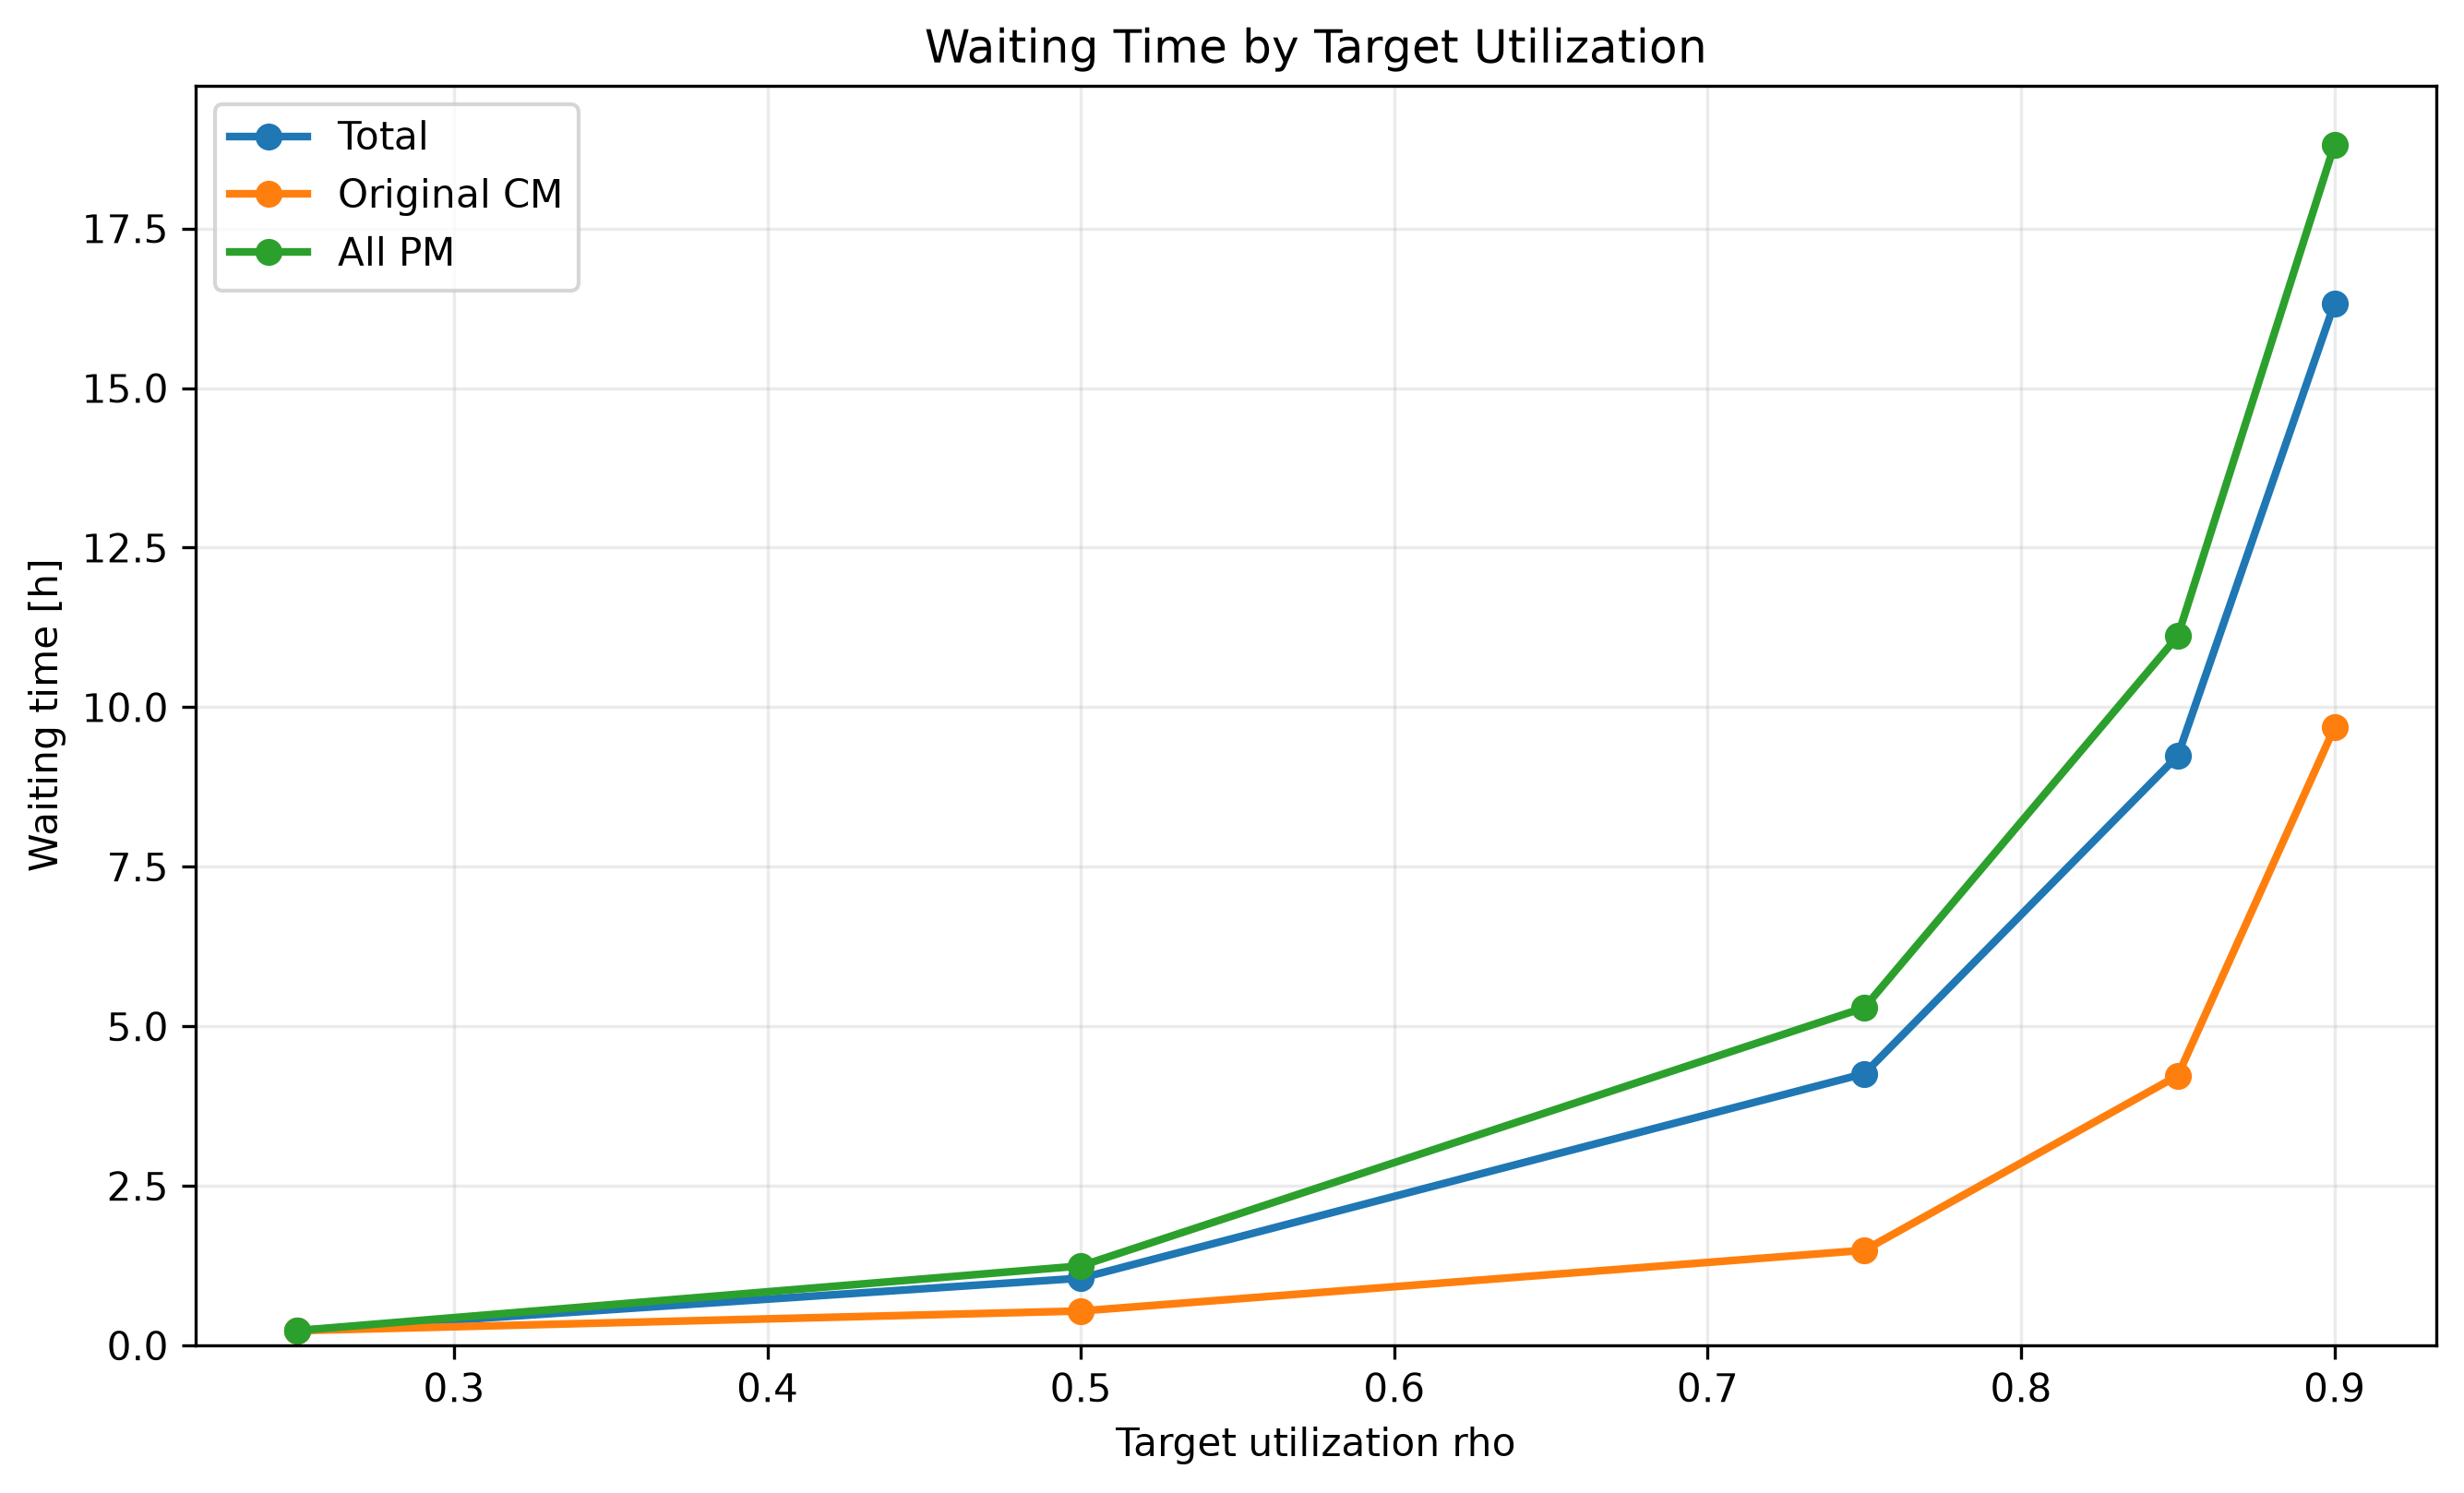 Waiting Time by Target Utilization
Total
Original CM
All PM
Waiting time [h]
17.5
15.0
12.5
10.0
7.5
5.0
2.5
0.0
0.3 0.4 0.5 0.6 0.7 0.8 0.9
Target utilization rho